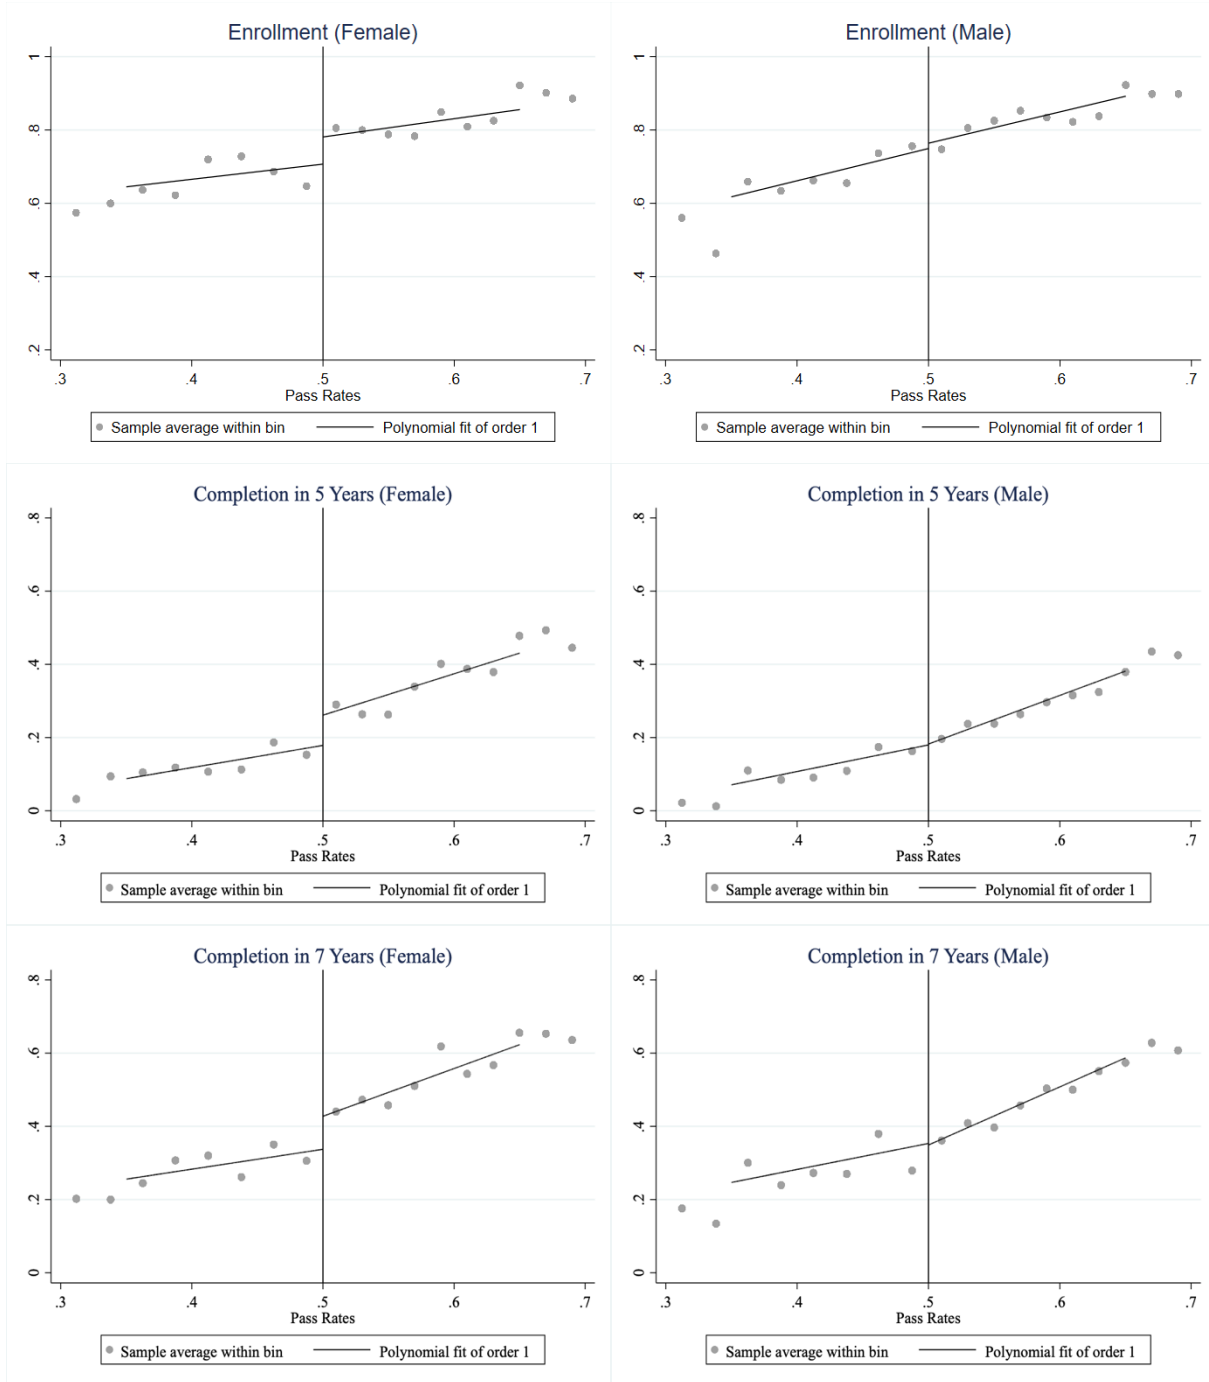 Enrollment (Female)
1
.8
.6
.4
.2
.3 .4 .5 .6 .7
Pass Rates
Sample average within bin Polynomial fit of order 1
Enrollment (Male)
1
.8
.6
.4
.2
.3 .4 .5 .6 .7
Pass Rates
Sample average within bin Polynomial fit of order 1
Completion in 5 Years (Female)
.8
.6
.4
.2
0
.3 .4 .5 .6 .7
Pass Rates
Sample average within bin Polynomial fit of order 1
Completion in 5 Years (Male)
.8
.6
.4
.2
0
.3 .4 .5 .6 .7
Pass Rates
Sample average within bin Polynomial fit of order 1
Completion in 7 Years (Female)
.8
.6
.4
.2
0
.3 .4 .5 .6 .7
Pass Rates
Sample average within bin Polynomial fit of order 1
Completion in 7 Years (Male)
.8
.6
.4
.2
0
.3 .4 .5 .6 .7
Pass Rates
Sample average within bin Polynomial fit of order 1